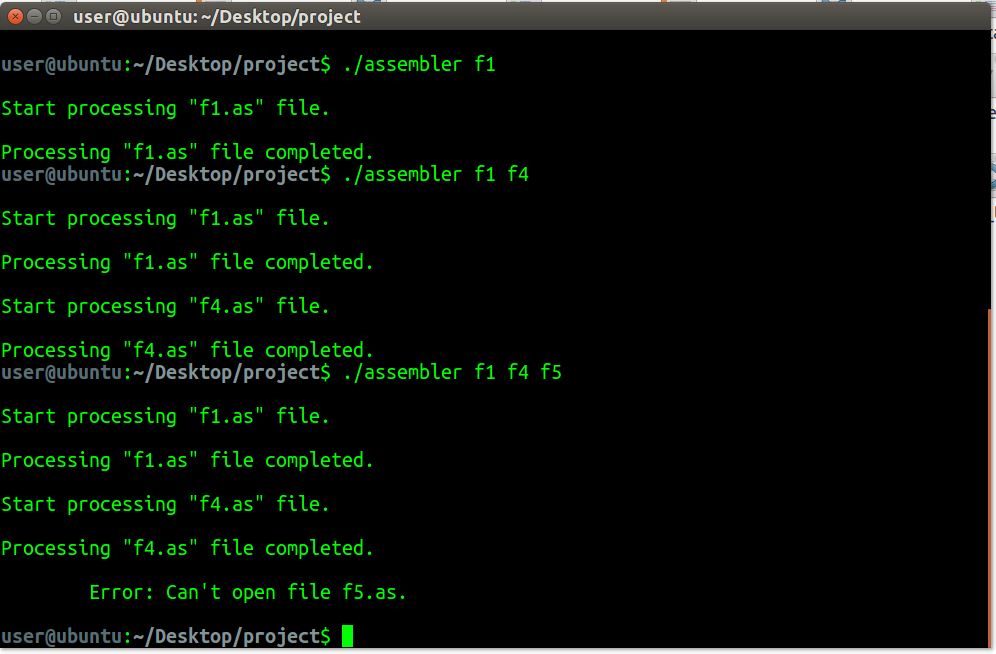 user@ubuntu: ~/Desktop/project
user@ubuntu:~/Desktop/project$ ./assembler f1
Start processing "f1.as" file.
Processing "f1.as" file completed.
user@ubuntu:~/Desktop/project$ ./assembler f1 f4
Start processing "f1.as" file.
Processing "f1.as" file completed.
Start processing "f4.as" file.
Processing "f4.as" file completed.
user@ubuntu:~/Desktop/project$ ./assembler f1 f4 f5
Start processing "f1.as" file.
Processing "f1.as" file completed.
Start processing "f4.as" file.
Processing "f4.as" file completed.
Error: Can't open file f5.as.
user@ubuntu:~/Desktop/project$